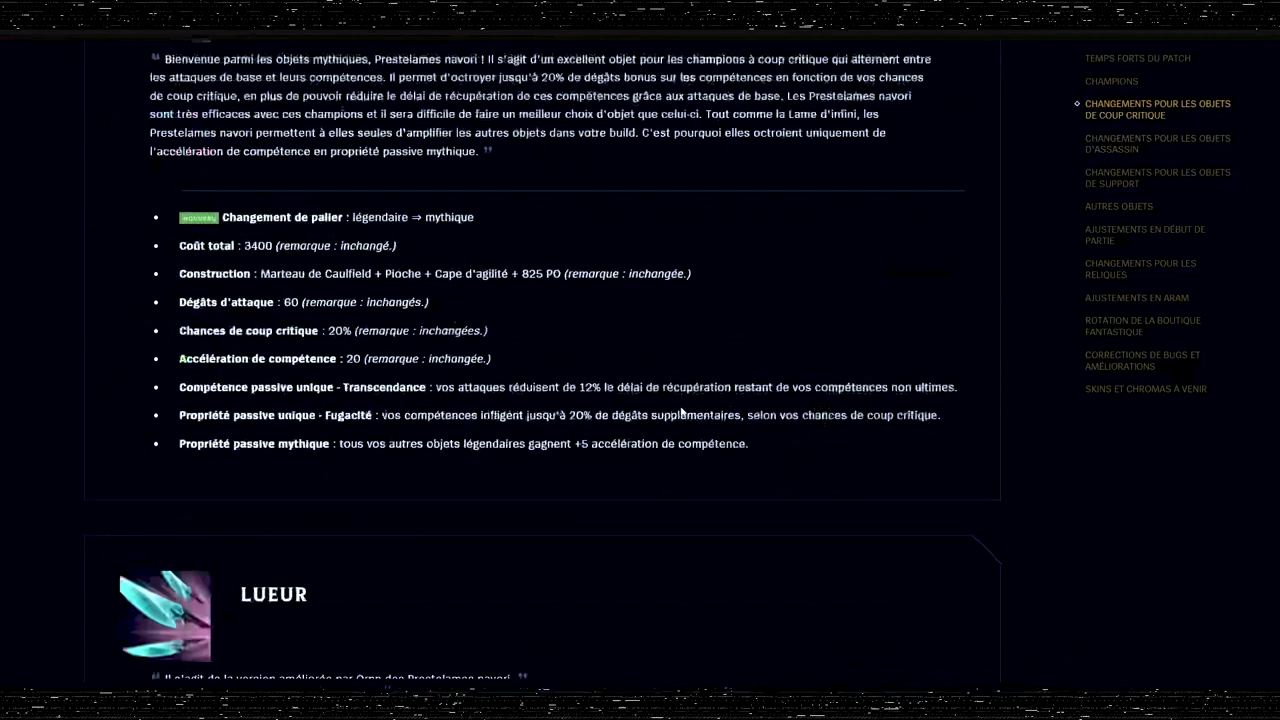 " Bienvenue parmi les objets mythiques, Prestelames navori ! Il s'agit d'un excellent objet pour les champions à coup critique qui alternent entre
les attaques de base et leurs compétences. Il permet d'octroyer jusqu'à 20% de dégâts bonus sur les compétences en fonction de vos chances
de coup critique, en plus de pouvoir réduire le délai de récupération de ces compétences grâce aux attaques de base. Les Prestelames navori
sont très efficaces avec ces champions et il sera difficile de faire un meilleur choix d'objet que celui-ci. Tout comme la Lame d'infini, les
Prestelames navori permettent à elles seules d'amplifier les autres objets dans votre build. C'est pourquoi elles octroient uniquement de
l'accélération de compétence en propriété passive mythique. "
• Changement de palier : légendaire ⇒ mythique
• Coût total : 3400 (remarque : inchangé.)
• Construction : Marteau de Caulfield + Pioche + Cape d'agilité + 825 PO (remarque : inchangée.)
• Dégâts d'attaque : 60 (remarque : inchangés.)
• Chances de coup critique : 20% (remarque : inchangées.)
• Accélération de compétence : 20 (remarque : inchangée.)
• Compétence passive unique - Transcendance : vos attaques réduisent de 12% le délai de récupération restant de vos compétences non ultimes.
• Propriété passive unique - Fugacité : vos compétences infligent jusqu'à 20% de dégâts supplémentaires, selon vos chances de coup critique.
• Propriété passive mythique : tous vos autres objets légendaires gagnent +5 accélération de compétence.
LUEUR
" Il s'agit de la version améliorée par Ornn des Prestelames navori. "
TEMPS FORTS DU PATCH
CHAMPIONS
CHANGEMENTS POUR LES OBJETS
DE COUP CRITIQUE
CHANGEMENTS POUR LES OBJETS
D'ASSASSIN
CHANGEMENTS POUR LES OBJETS
DE SUPPORT
AUTRES OBJETS
AJUSTEMENTS EN DÉBUT DE
PARTIE
CHANGEMENTS POUR LES
RELIQUES
AJUSTEMENTS EN ARAM
ROTATION DE LA BOUTIQUE
FANTASTIQUE
CORRECTIONS DE BUGS ET
AMÉLIORATIONS
SKINS ET CHROMAS À VENIR